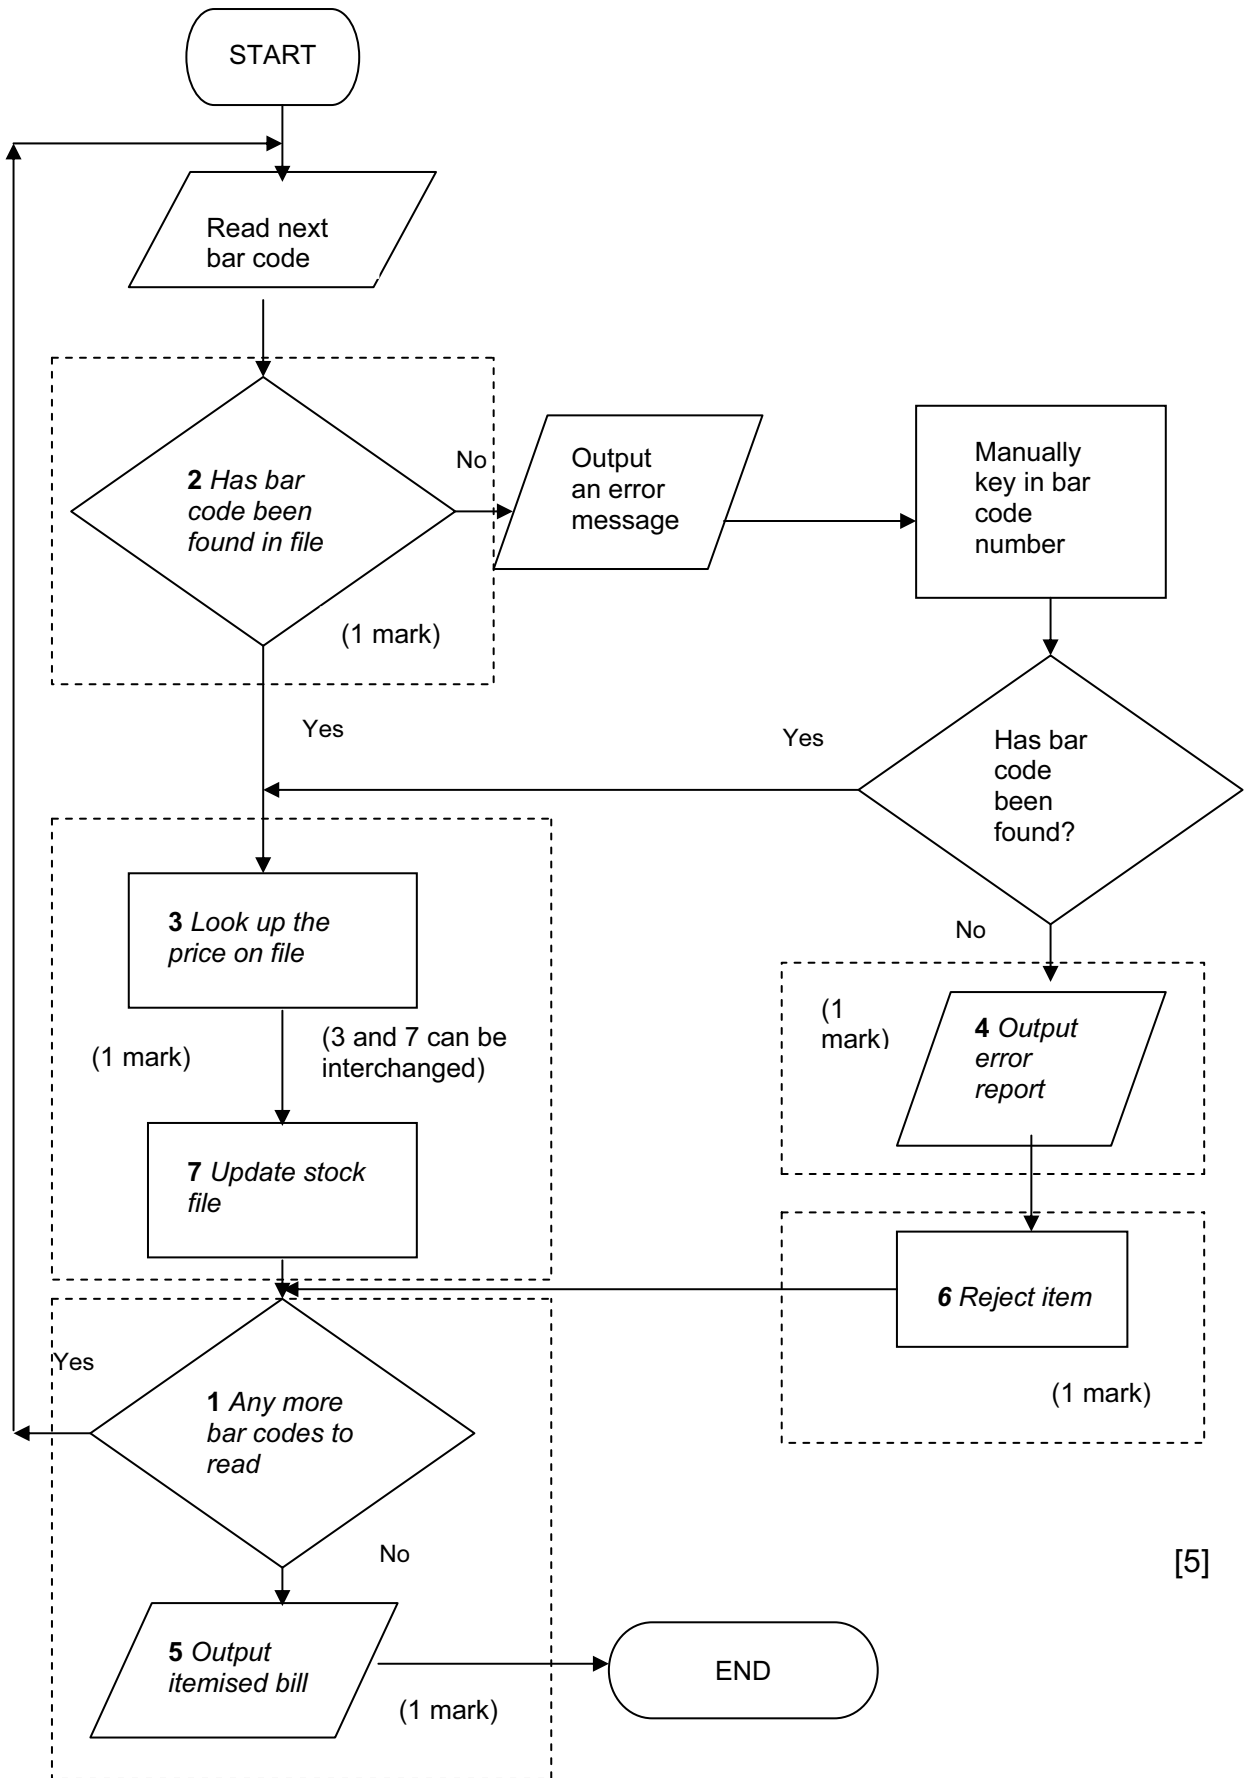 START
Read next
bar code
2 Has bar
code been
found in file
No
(1 mark)
Yes
Output
an error
message
Manually
key in bar
code
number
Has bar
code
been
found?
Yes
No
3 Look up the
price on file
(1 mark)
(3 and 7 can be
interchanged)
7 Update stock
file
(1
mark)
4 Output
error
report
6 Reject item
(1 mark)
Yes
1 Any more
bar codes to
read
No
5 Output
itemised bill
(1 mark)
END
[5]